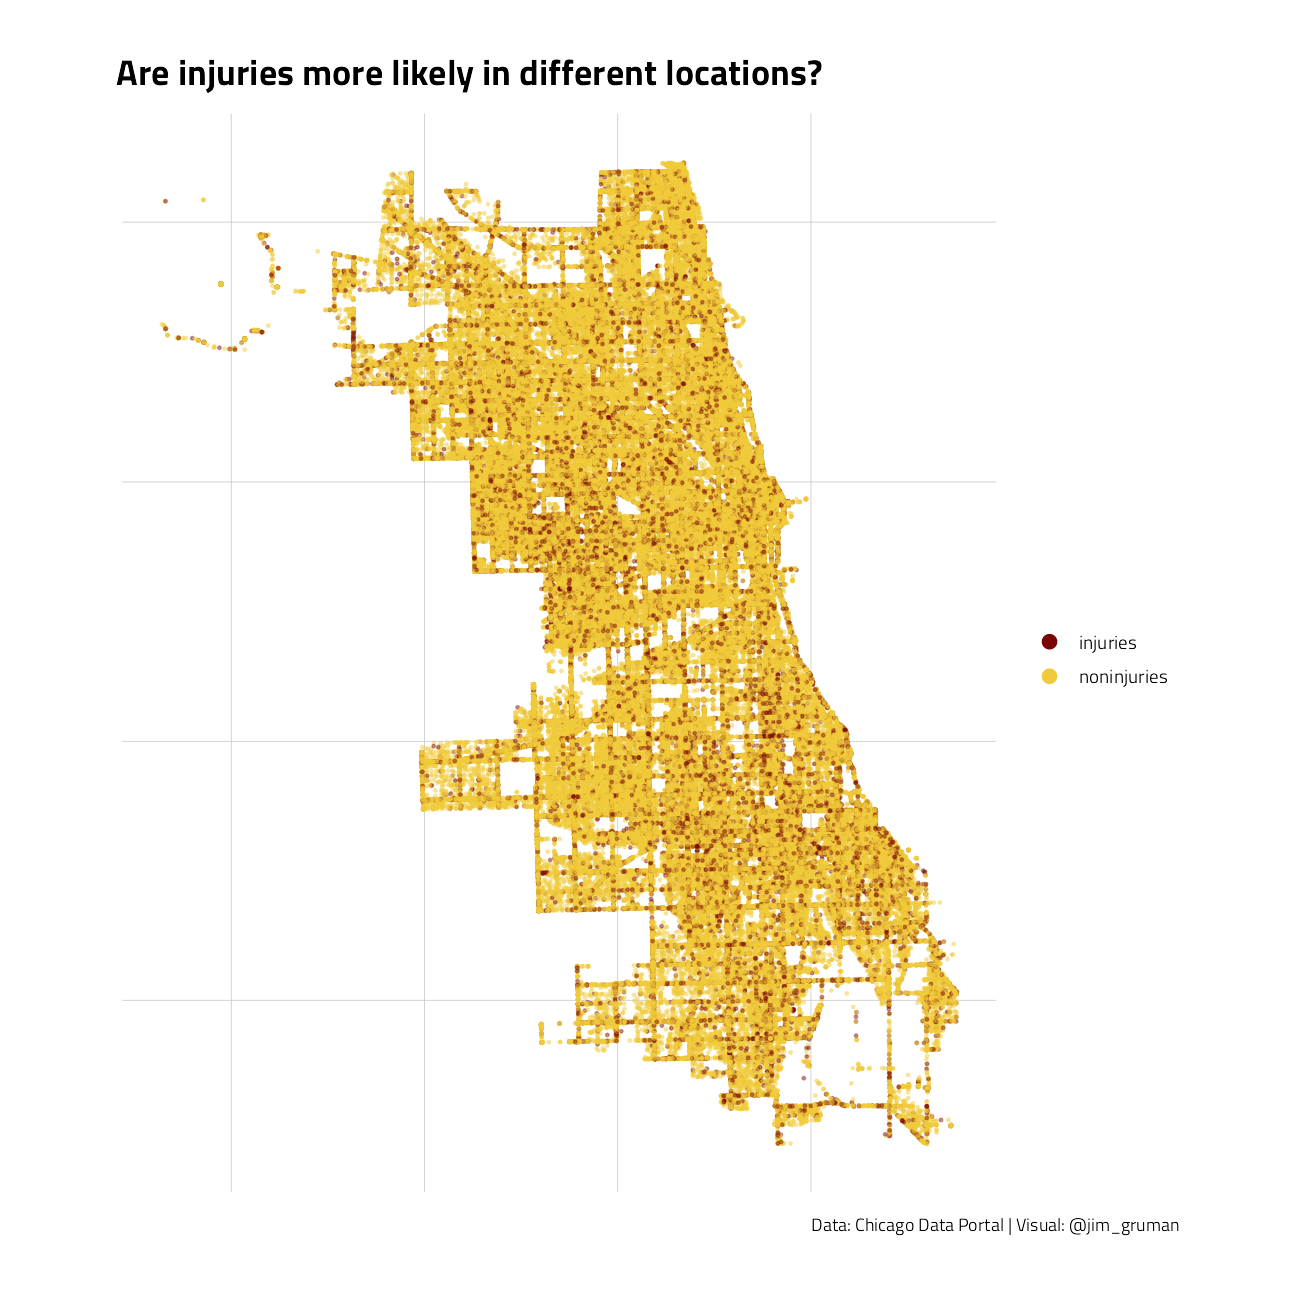 Are injuries more likely in different locations?
injuries
noninjuries
Data: Chicago Data Portal | Visual: @jim_gruman